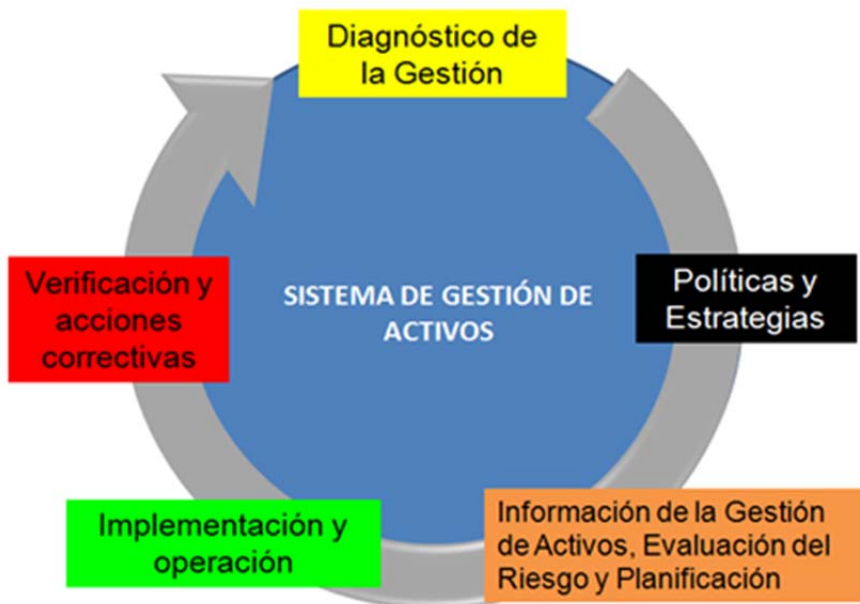 Diagnóstico de
la Gestión
Políticas y
Estrategias
Información de la Gestión
de Activos, Evaluación del
Riesgo y Planificación
Implementación y
operación
Verificación y
acciones
correctivas
SISTEMA DE GESTIÓN DE
ACTIVOS